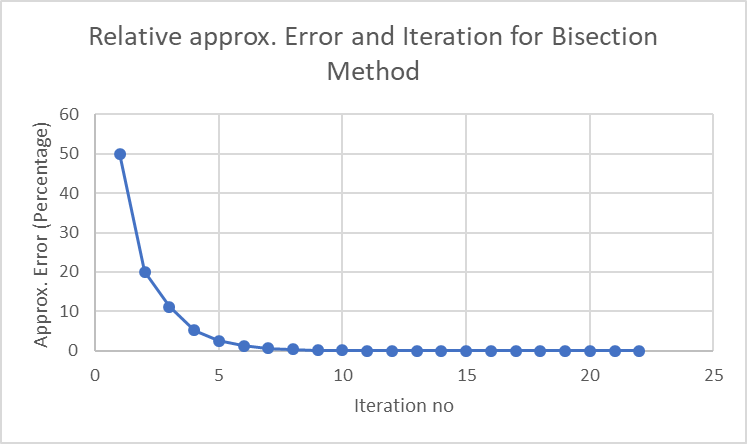 Relative approx. Error and Iteration for Bisection
Method
Approx. Error (Percentage)
60
50
40
30
20
10
0
0 5 10 15 20 25
Iteration no